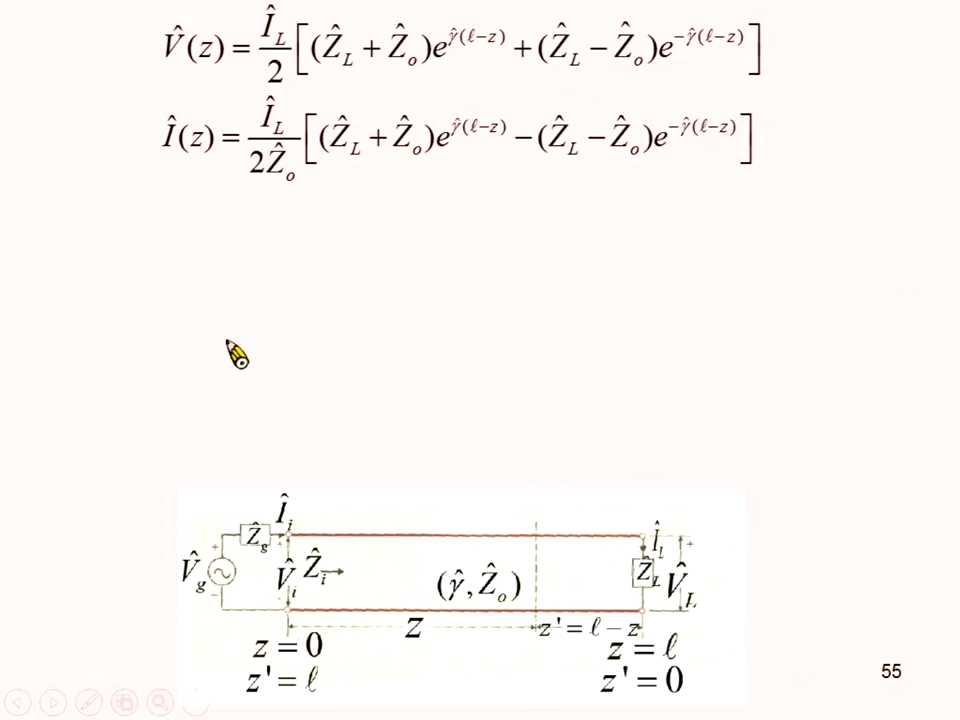 V̂(z) = Î_L/2 [(Ẑ_L + Ẑ_o)e^{γ̂(ℓ−z)} + (Ẑ_L − Ẑ_o)e^{−γ̂(ℓ−z)}]
Î(z) = Î_L/2Ẑ_o [(Ẑ_L + Ẑ_o)e^{γ̂(ℓ−z)} − (Ẑ_L − Ẑ_o)e^{−γ̂(ℓ−z)}]
Î_i
Ẑ_g
Î_L
V̂_g
V̂_i
Ẑ_i
(γ̂, Ẑ_o)
Ẑ_L
V̂_L
z
z' = ℓ − z
z = 0
z = ℓ
z' = ℓ
z' = 0
55